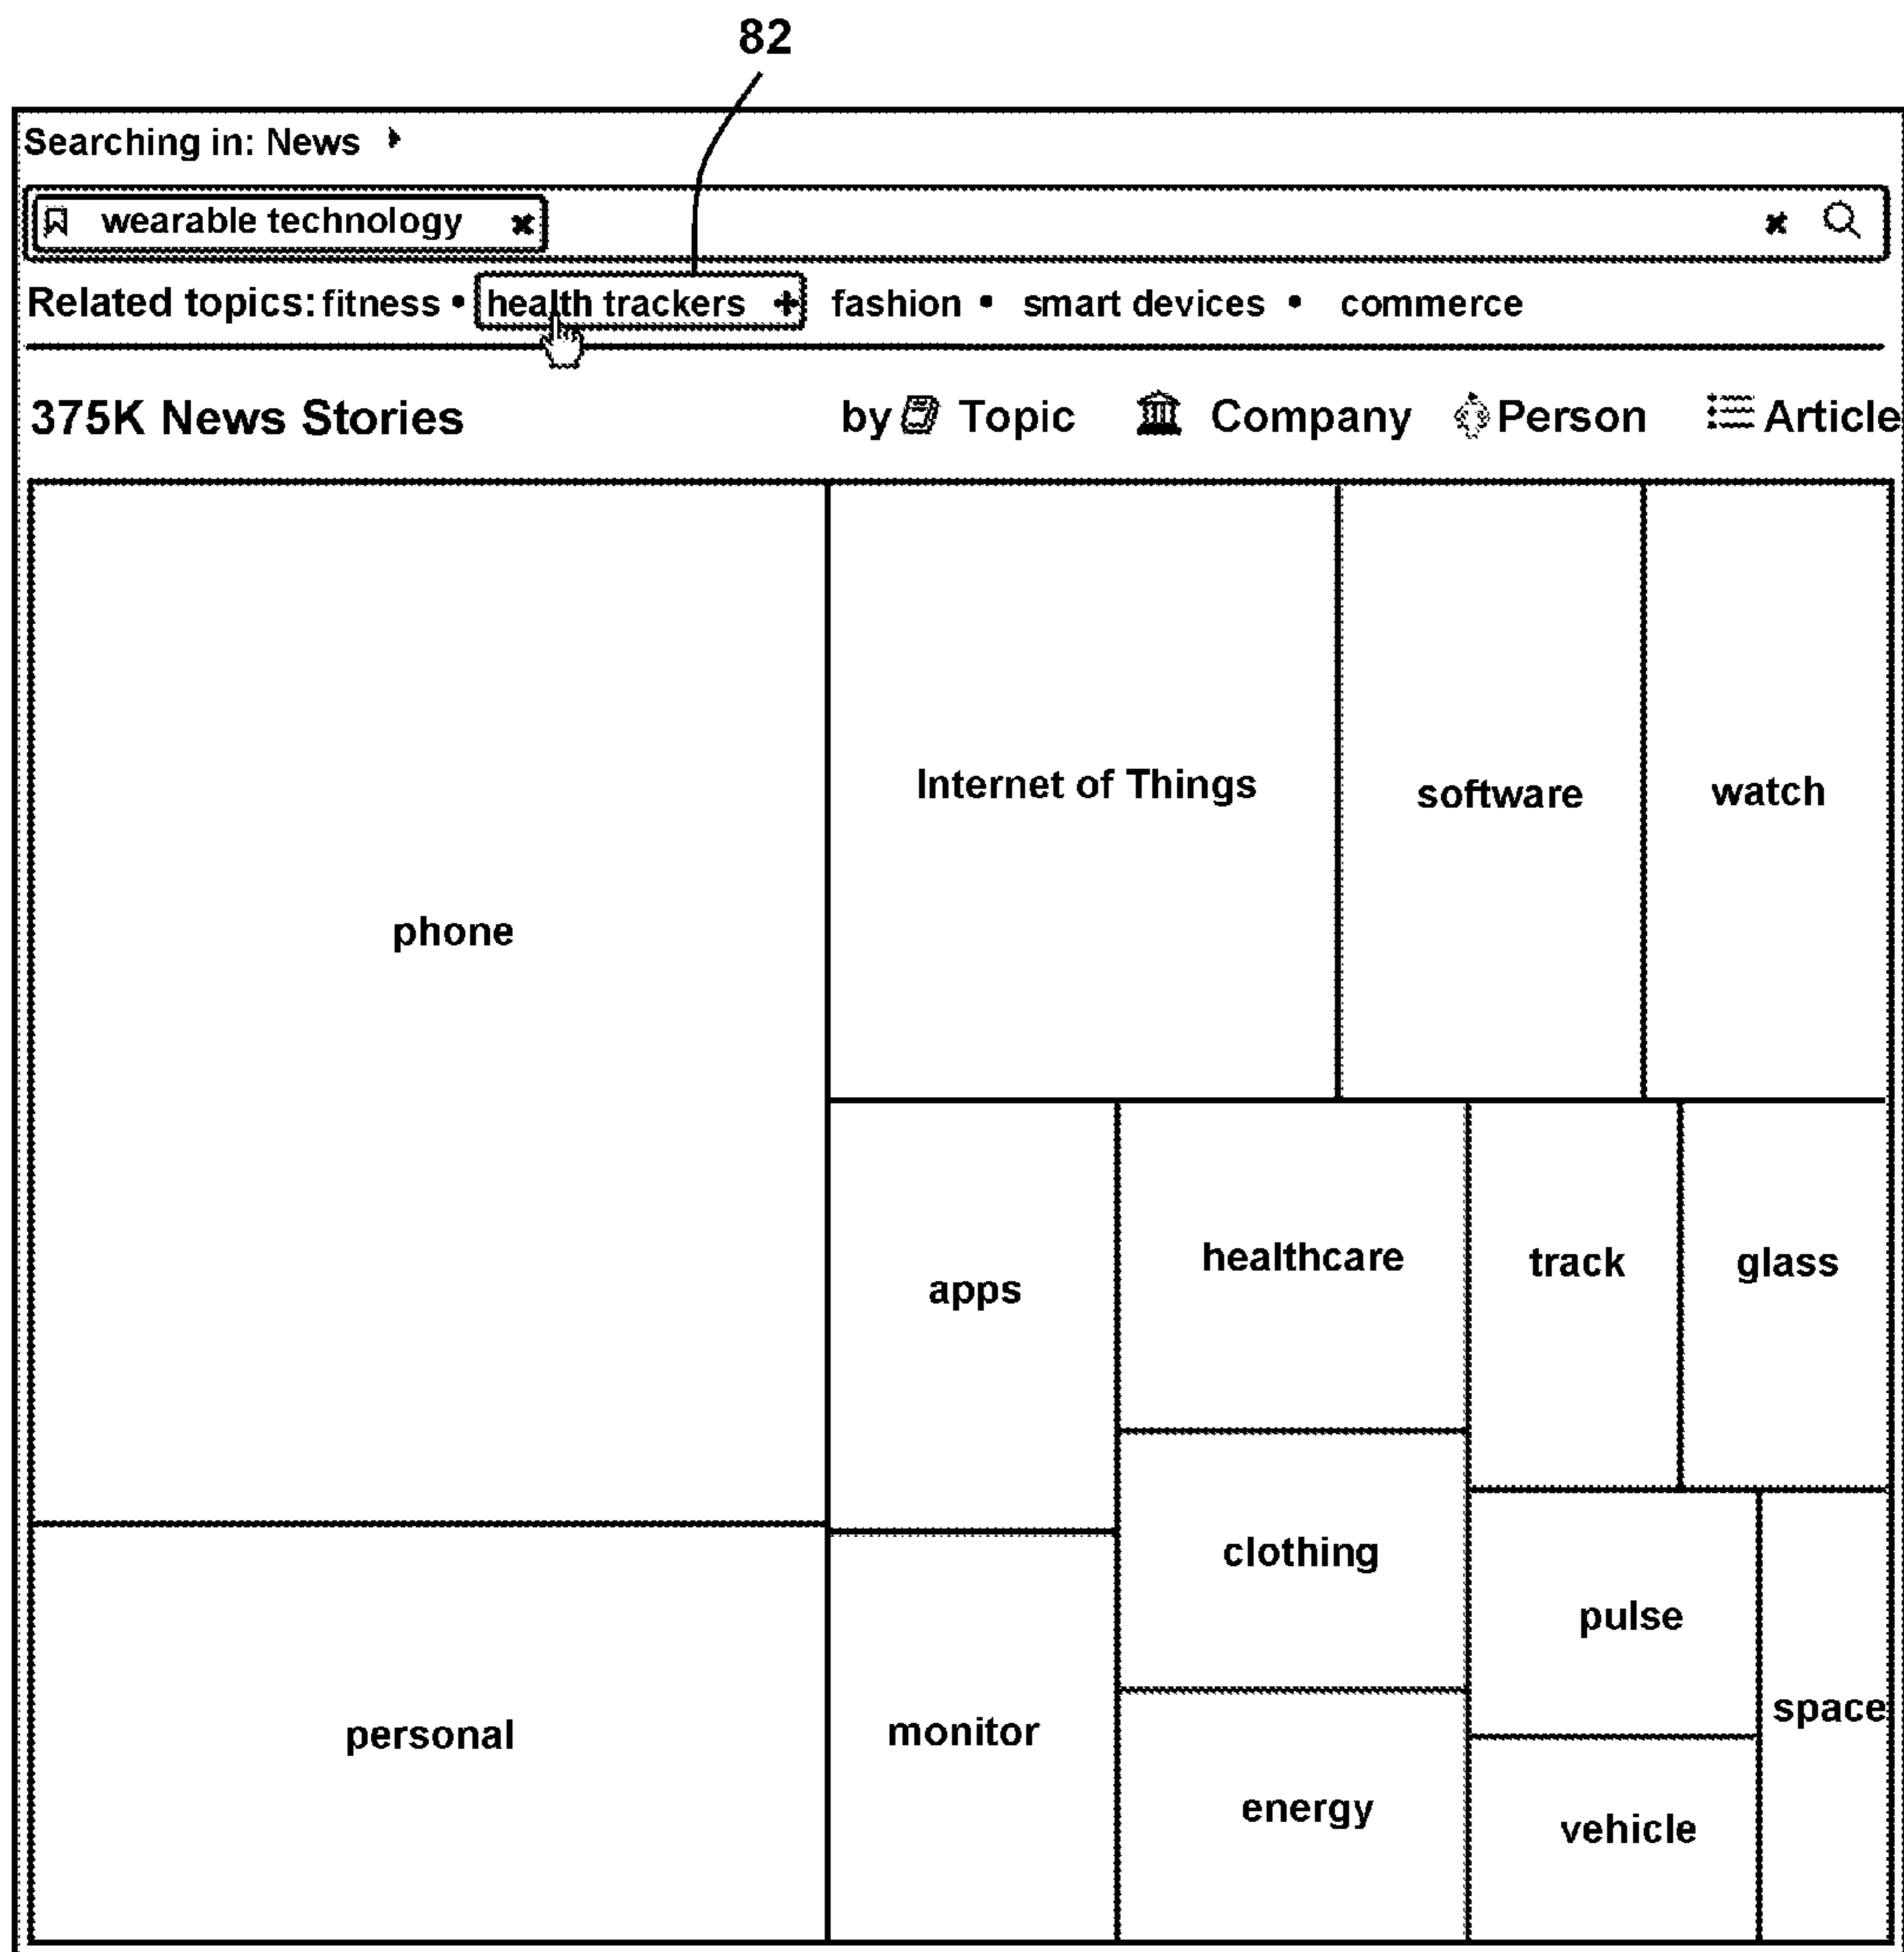 82
Searching in: News
wearable technology
Related topics: fitness • health trackers + fashion • smart devices • commerce
375K News Stories by Topic Company Person Article
phone
Internet of Things
software
watch
apps
healthcare
track
glass
clothing
pulse
space
personal
monitor
energy
vehicle